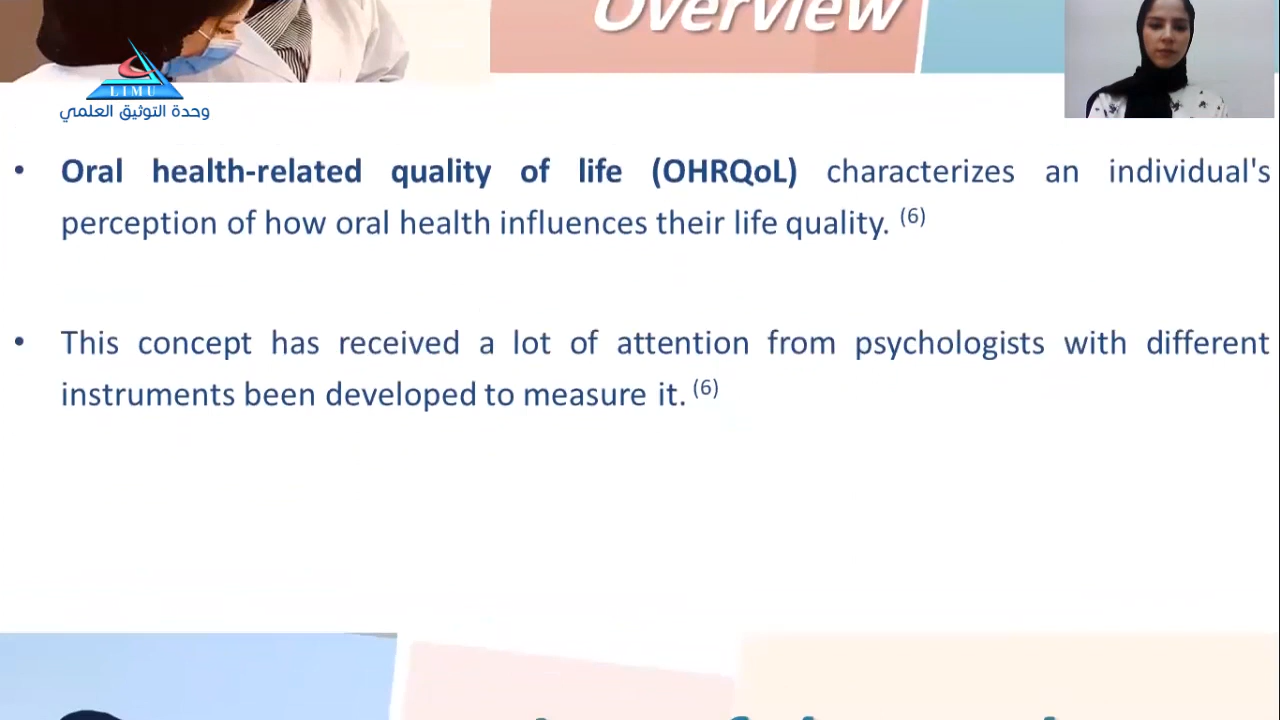 Overview
LIMU
وحدة التوثيق العلمي
• Oral health-related quality of life (OHRQoL) characterizes an individual's
perception of how oral health influences their life quality. (6)
• This concept has received a lot of attention from psychologists with different
instruments been developed to measure it. (6)